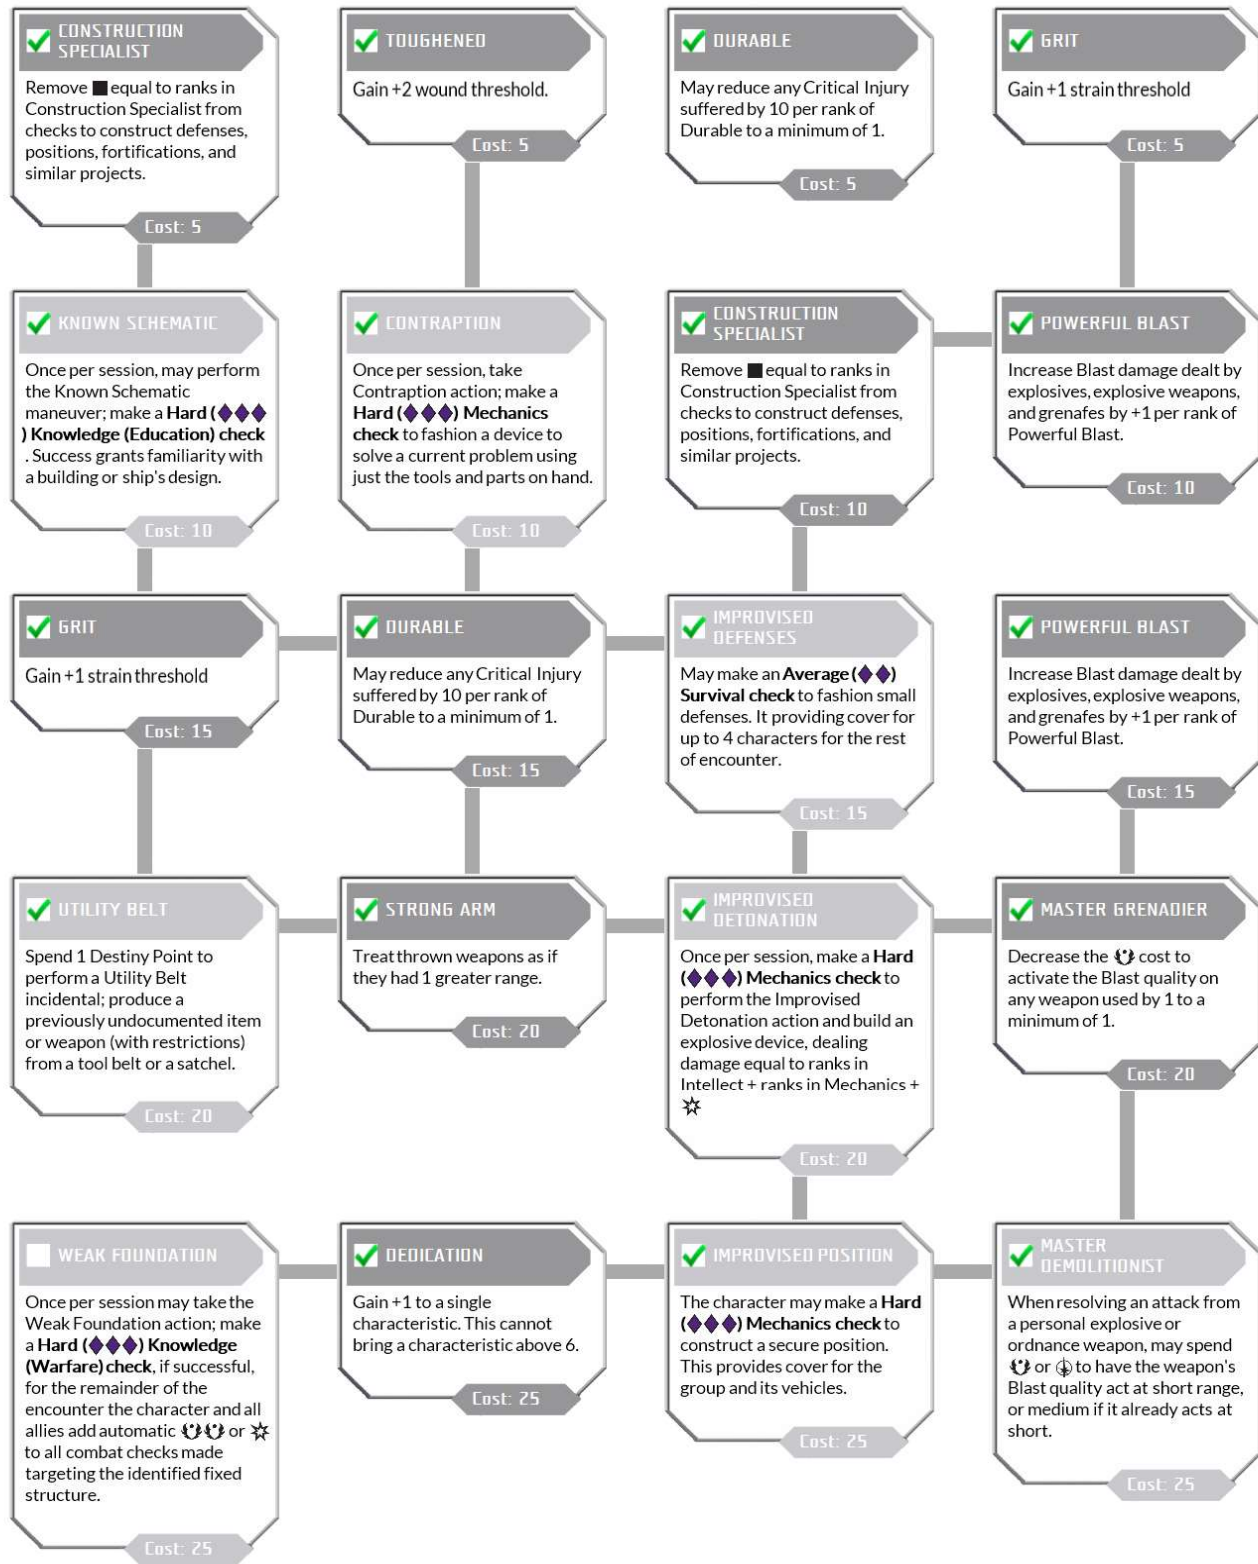 CONSTRUCTION
SPECIALIST
Remove ■ equal to ranks in
Construction Specialist from
checks to construct defenses,
positions, fortifications, and
similar projects.
Cost: 5
TOUGHENED
Gain +2 wound threshold.
Cost: 5
DURABLE
May reduce any Critical Injury
suffered by 10 per rank of
Durable to a minimum of 1.
Cost: 5
GRIT
Gain +1 strain threshold
Cost: 5
KNOWN SCHEMATIC
Once per session, may perform
the Known Schematic
maneuver; make a Hard (◆◆◆
) Knowledge (Education) check
. Success grants familiarity with
a building or ship's design.
Cost: 10
CONTRAPTION
Once per session, take
Contraption action; make a
Hard (◆◆◆) Mechanics
check to fashion a device to
solve a current problem using
just the tools and parts on hand.
Cost: 10
CONSTRUCTION
SPECIALIST
Remove ■ equal to ranks in
Construction Specialist from
checks to construct defenses,
positions, fortifications, and
similar projects.
Cost: 10
POWERFUL BLAST
Increase Blast damage dealt by
explosives, explosive weapons,
and grenafes by +1 per rank of
Powerful Blast.
Cost: 10
GRIT
Gain +1 strain threshold
Cost: 15
DURABLE
May reduce any Critical Injury
suffered by 10 per rank of
Durable to a minimum of 1.
Cost: 15
IMPROVISED
DEFENSES
May make an Average (◆◆)
Survival check to fashion small
defenses. It providing cover for
up to 4 characters for the rest
of encounter.
Cost: 15
POWERFUL BLAST
Increase Blast damage dealt by
explosives, explosive weapons,
and grenafes by +1 per rank of
Powerful Blast.
Cost: 15
UTILITY BELT
Spend 1 Destiny Point to
perform a Utility Belt
incidental; produce a
previously undocumented item
or weapon (with restrictions)
from a tool belt or a satchel.
Cost: 20
STRONG ARM
Treat thrown weapons as if
they had 1 greater range.
Cost: 20
IMPROVISED
DETONATION
Once per session, make a Hard
(◆◆◆) Mechanics check to
perform the Improvised
Detonation action and build an
explosive device, dealing
damage equal to ranks in
Intellect + ranks in Mechanics +
Cost: 20
MASTER GRENADIER
Decrease the cost to
activate the Blast quality on
any weapon used by 1 to a
minimum of 1.
Cost: 20
WEAK FOUNDATION
Once per session may take the
Weak Foundation action; make
a Hard (◆◆◆) Knowledge
(Warfare) check, if successful,
for the remainder of the
encounter the character and all
allies add automatic or
to all combat checks made
targeting the identified fixed
structure.
Cost: 25
DEDICATION
Gain +1 to a single
characteristic. This cannot
bring a characteristic above 6.
Cost: 25
IMPROVISED POSITION
The character may make a Hard
(◆◆◆) Mechanics check to
construct a secure position.
This provides cover for the
group and its vehicles.
Cost: 25
MASTER
DEMOLITIONIST
When resolving an attack from
a personal explosive or
ordnance weapon, may spend
or to have the weapon's
Blast quality act at short range,
or medium if it already acts at
short.
Cost: 25